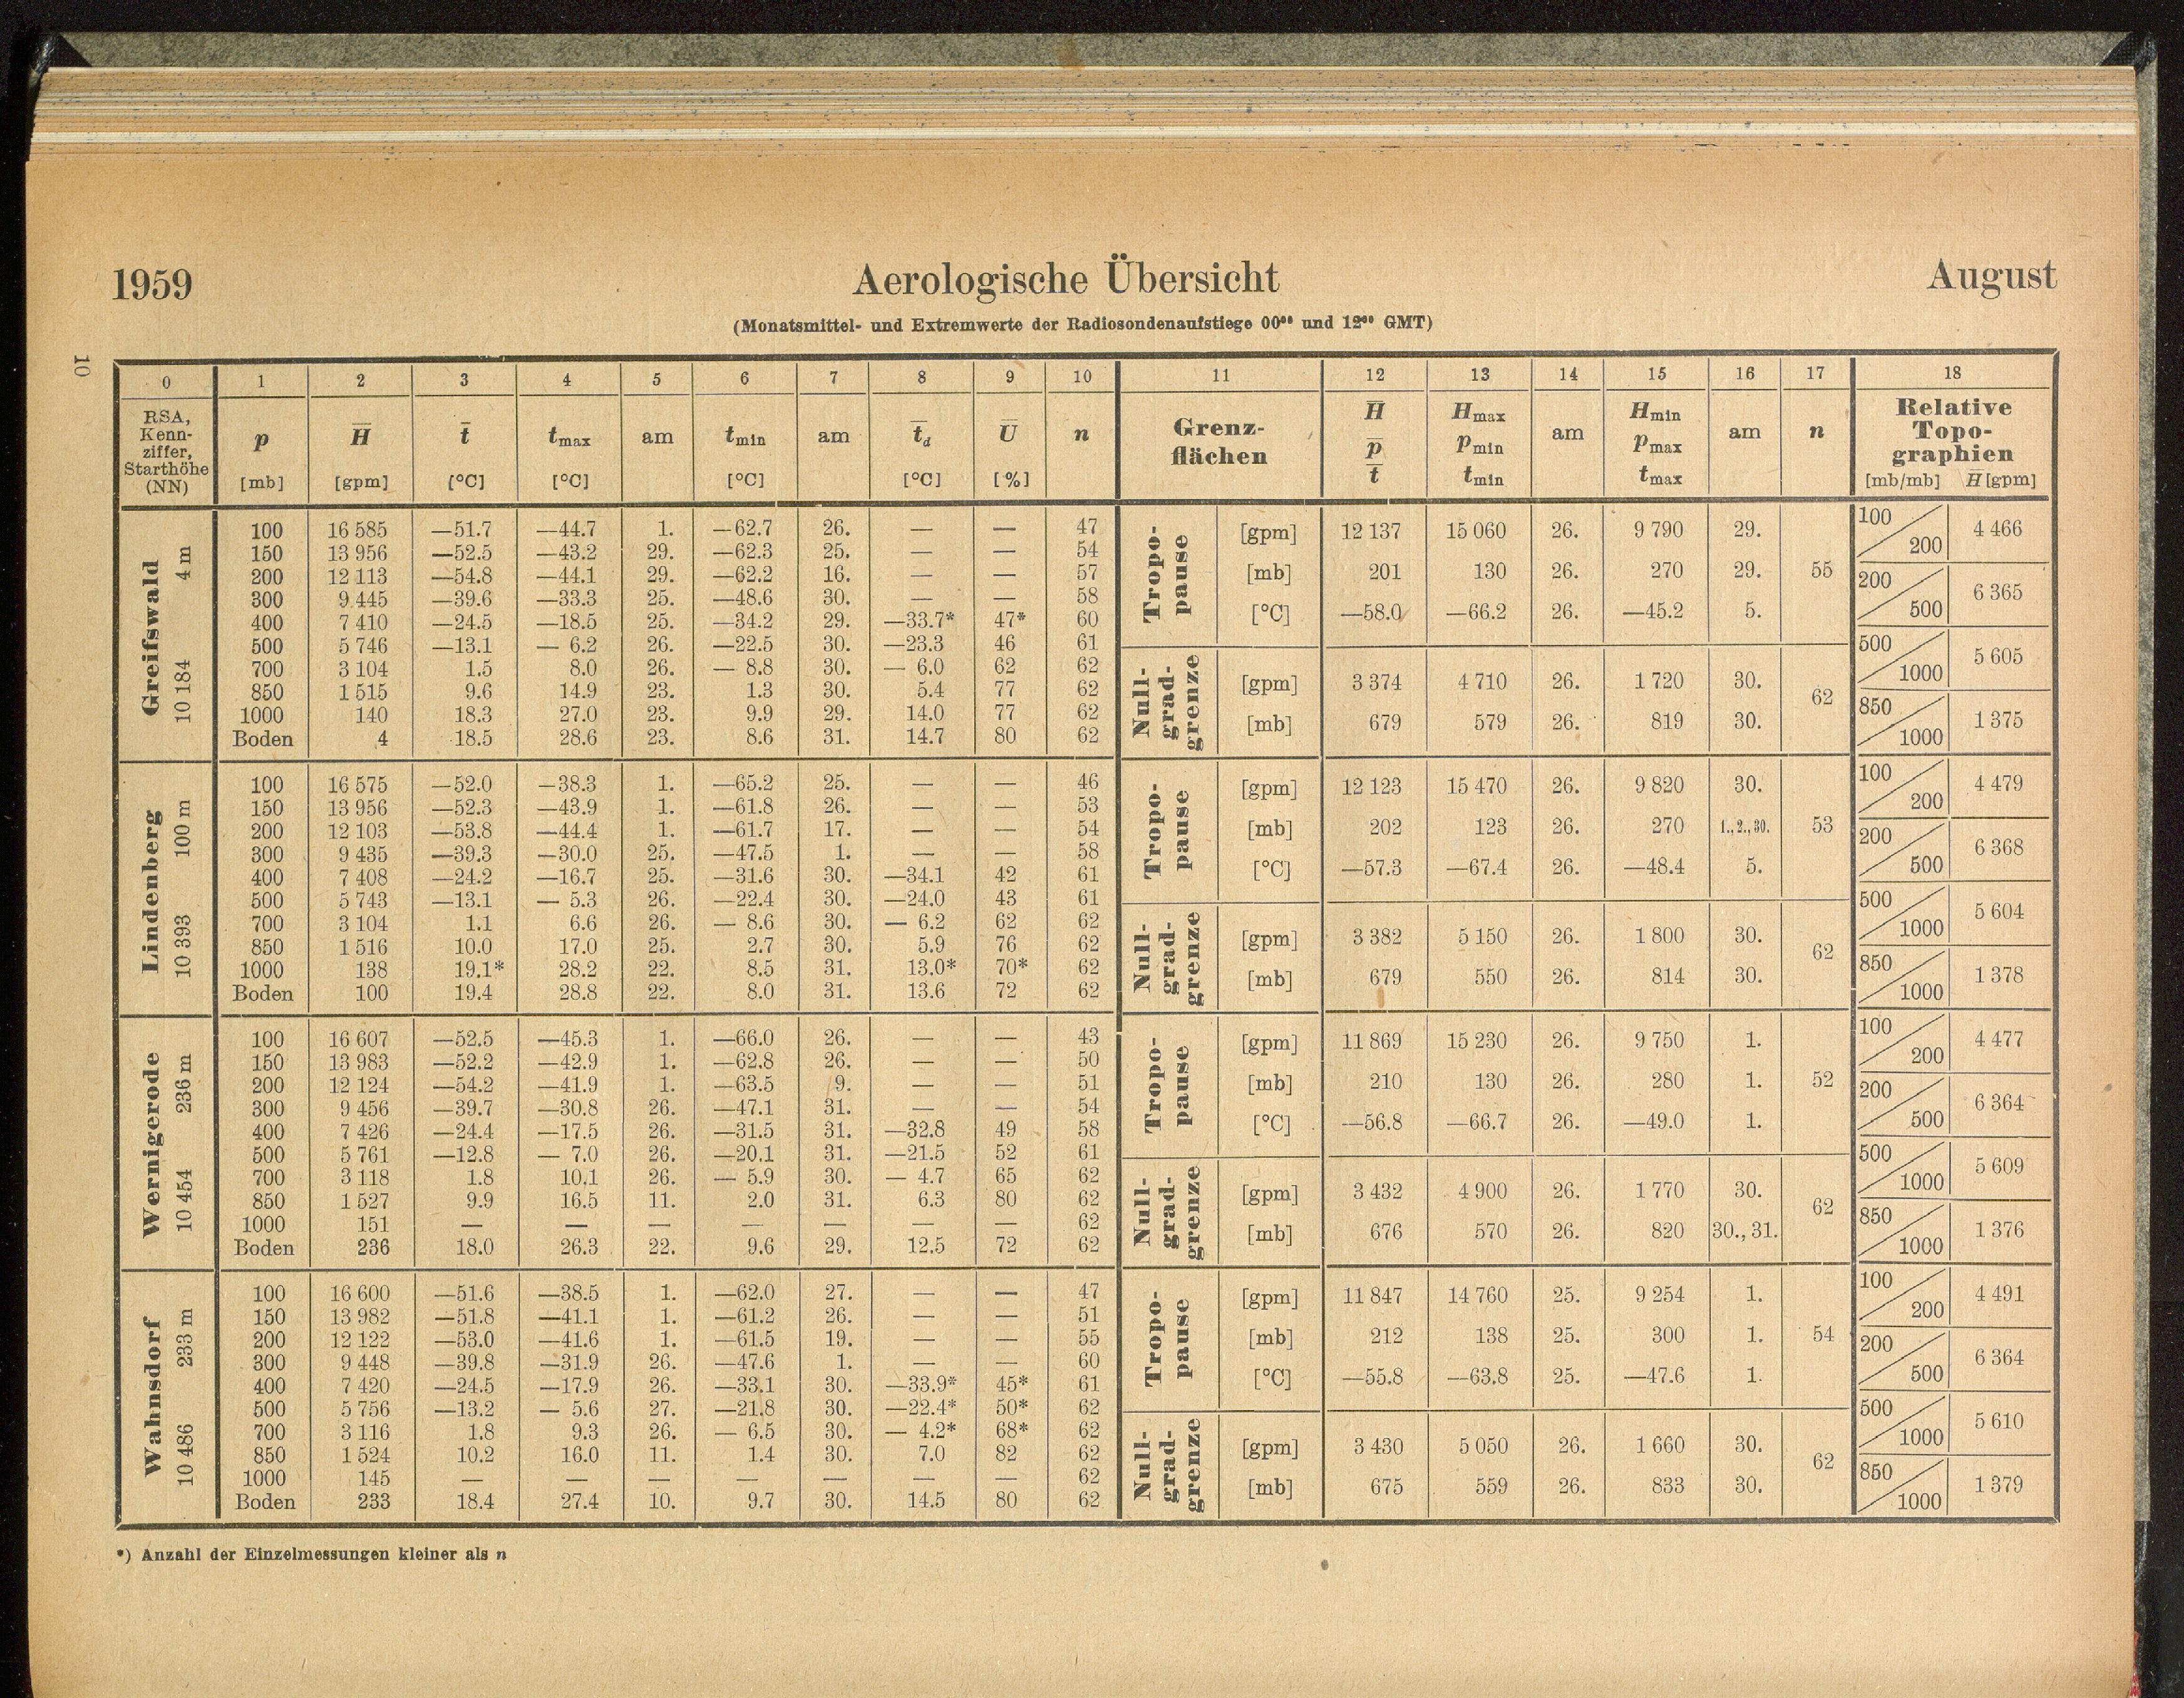 1959 Aerologische Übersicht August
(Monatsmittel- und Extremwerte der Radiosondenaufstiege 00⁰⁰ und 12⁰⁰ GMT)
10
0 1 2 3 4 5 6 7 8 9 10 11 12 13 14 15 16 17 18
RSA, Kenn-ziffer, Starthöhe (NN) p [mb] H̅ [gpm] t̅ [°C] tmax [°C] am tmin [°C] am t̅d [°C] U̅ [%] n Grenz-flächen H̅ p̅ t̅ Hmax pmin tmin am Hmin pmax tmax am n Relative Topo-graphien [mb/mb] H̅ [gpm]
Greifswald 4 m
10 184
100 16 585 —51.7 —44.7 1. —62.7 26. — — 47
150 13 956 —52.5 —43.2 29. —62.3 25. — — 54
200 12 113 —54.8 —44.1 29. —62.2 16. — — 57
300 9 445 —39.6 —33.3 25. —48.6 30. — — 58
400 7 410 —24.5 —18.5 25. —34.2 29. —33.7* 47* 60
500 5 746 —13.1 — 6.2 26. —22.5 30. —23.3 46 61
700 3 104 1.5 8.0 26. — 8.8 30. — 6.0 62 62
850 1 515 9.6 14.9 23. 1.3 30. 5.4 77 62
1000 140 18.3 27.0 23. 9.9 29. 14.0 77 62
Boden 4 18.5 28.6 23. 8.6 31. 14.7 80 62
Tropo-pause
[gpm] 12 137 15 060 26. 9 790 29.
[mb] 201 130 26. 270 29. 55
[°C] —58.0 —66.2 26. —45.2 5.
Null-grad-grenze
[gpm] 3 374 4 710 26. 1 720 30. 62
[mb] 679 579 26. 819 30.
100/200 4 466
200/500 6 365
500/1000 5 605
850/1000 1 375
Lindenberg 100 m
10 393
100 16 575 —52.0 —38.3 1. —65.2 25. — — 46
150 13 956 —52.3 —43.9 1. —61.8 26. — — 53
200 12 103 —53.8 —44.4 1. —61.7 17. — — 54
300 9 435 —39.3 —30.0 25. —47.5 1. — — 58
400 7 408 —24.2 —16.7 25. —31.6 30. —34.1 42 61
500 5 743 —13.1 — 5.3 26. —22.4 30. —24.0 43 61
700 3 104 1.1 6.6 26. — 8.6 30. — 6.2 62 62
850 1 516 10.0 17.0 25. 2.7 30. 5.9 76 62
1000 138 19.1* 28.2 22. 8.5 31. 13.0* 70* 62
Boden 100 19.4 28.8 22. 8.0 31. 13.6 72 62
Tropo-pause
[gpm] 12 123 15 470 26. 9 820 30.
[mb] 202 123 26. 270 1.,2.,30. 53
[°C] —57.3 —67.4 26. —48.4 5.
Null-grad-grenze
[gpm] 3 382 5 150 26. 1 800 30. 62
[mb] 679 550 26. 814 30.
100/200 4 479
200/500 6 368
500/1000 5 604
850/1000 1 378
Wernigerode 236 m
10 454
100 16 607 —52.5 —45.3 1. —66.0 26. — — 43
150 13 983 —52.2 —42.9 1. —62.8 26. — — 50
200 12 124 —54.2 —41.9 1. —63.5 9. — — 51
300 9 456 —39.7 —30.8 26. —47.1 31. — — 54
400 7 426 —24.4 —17.5 26. —31.5 31. —32.8 49 58
500 5 761 —12.8 — 7.0 26. —20.1 31. —21.5 52 61
700 3 118 1.8 10.1 26. — 5.9 30. — 4.7 65 62
850 1 527 9.9 16.5 11. 2.0 31. 6.3 80 62
1000 151 — — — — — — — 62
Boden 236 18.0 26.3 22. 9.6 29. 12.5 72 62
Tropo-pause
[gpm] 11 869 15 230 26. 9 750 1.
[mb] 210 130 26. 280 1. 52
[°C] —56.8 —66.7 26. —49.0 1.
Null-grad-grenze
[gpm] 3 432 4 900 26. 1 770 30. 62
[mb] 676 570 26. 820 30., 31.
100/200 4 477
200/500 6 364
500/1000 5 609
850/1000 1 376
Wahnsdorf 233 m
10 486
100 16 600 —51.6 —38.5 1. —62.0 27. — — 47
150 13 982 —51.8 —41.1 1. —61.2 26. — — 51
200 12 122 —53.0 —41.6 1. —61.5 19. — — 55
300 9 448 —39.8 —31.9 26. —47.6 1. — — 60
400 7 420 —24.5 —17.9 26. —33.1 30. —33.9* 45* 61
500 5 756 —13.2 — 5.6 27. —21.8 30. —22.4* 50* 62
700 3 116 1.8 9.3 26. — 6.5 30. — 4.2* 68* 62
850 1 524 10.2 16.0 11. 1.4 30. 7.0 82 62
1000 145 — — — — — — — 62
Boden 233 18.4 27.4 10. 9.7 30. 14.5 80 62
Tropo-pause
[gpm] 11 847 14 760 25. 9 254 1.
[mb] 212 138 25. 300 1. 54
[°C] —55.8 —63.8 25. —47.6 1.
Null-grad-grenze
[gpm] 3 430 5 050 26. 1 660 30. 62
[mb] 675 559 26. 833 30.
100/200 4 491
200/500 6 364
500/1000 5 610
850/1000 1 379
*) Anzahl der Einzelmessungen kleiner als n